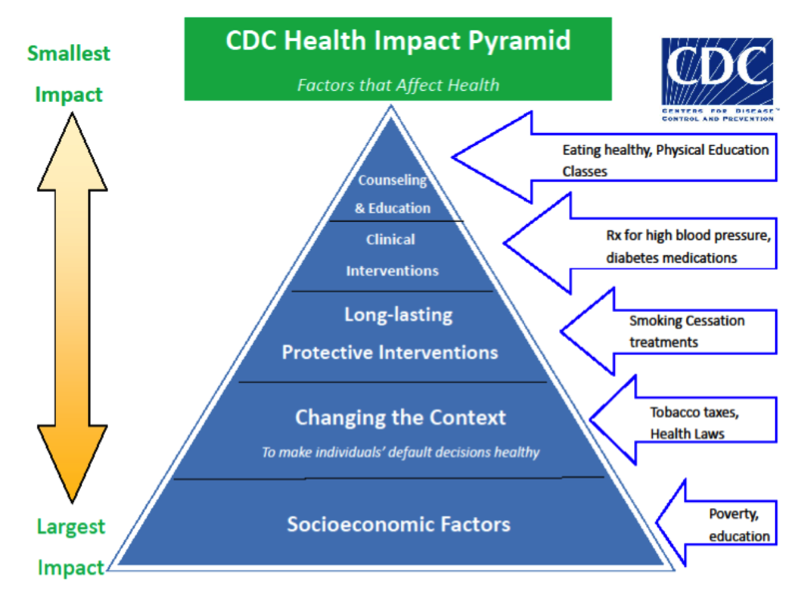 CDC Health Impact Pyramid
Factors that Affect Health
Smallest
Impact
CDC
CENTERS FOR DISEASE™
CONTROL AND PREVENTION
Counseling
& Education
Eating healthy, Physical Education
Classes
Clinical
Interventions
Rx for high blood pressure,
diabetes medications
Long-lasting
Protective Interventions
Smoking Cessation
treatments
Changing the Context
To make individuals' default decisions healthy
Tobacco taxes,
Health Laws
Socioeconomic Factors
Poverty,
education
Largest
Impact